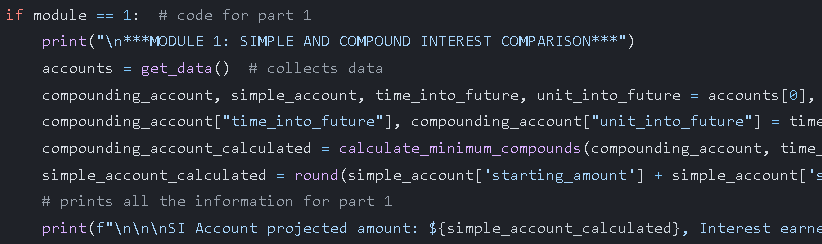 if module == 1:  # code for part 1
    print("\n***MODULE 1: SIMPLE AND COMPOUND INTEREST COMPARISON***")
    accounts = get_data()  # collects data
    compounding_account, simple_account, time_into_future, unit_into_future = accounts[0],
    compounding_account["time_into_future"], compounding_account["unit_into_future"] = time
    compounding_account_calculated = calculate_minimum_compounds(compounding_account, time_
    simple_account_calculated = round(simple_account['starting_amount'] + simple_account['s
    # prints all the information for part 1
    print(f"\n\n\nSI Account projected amount: ${simple_account_calculated}, Interest earne